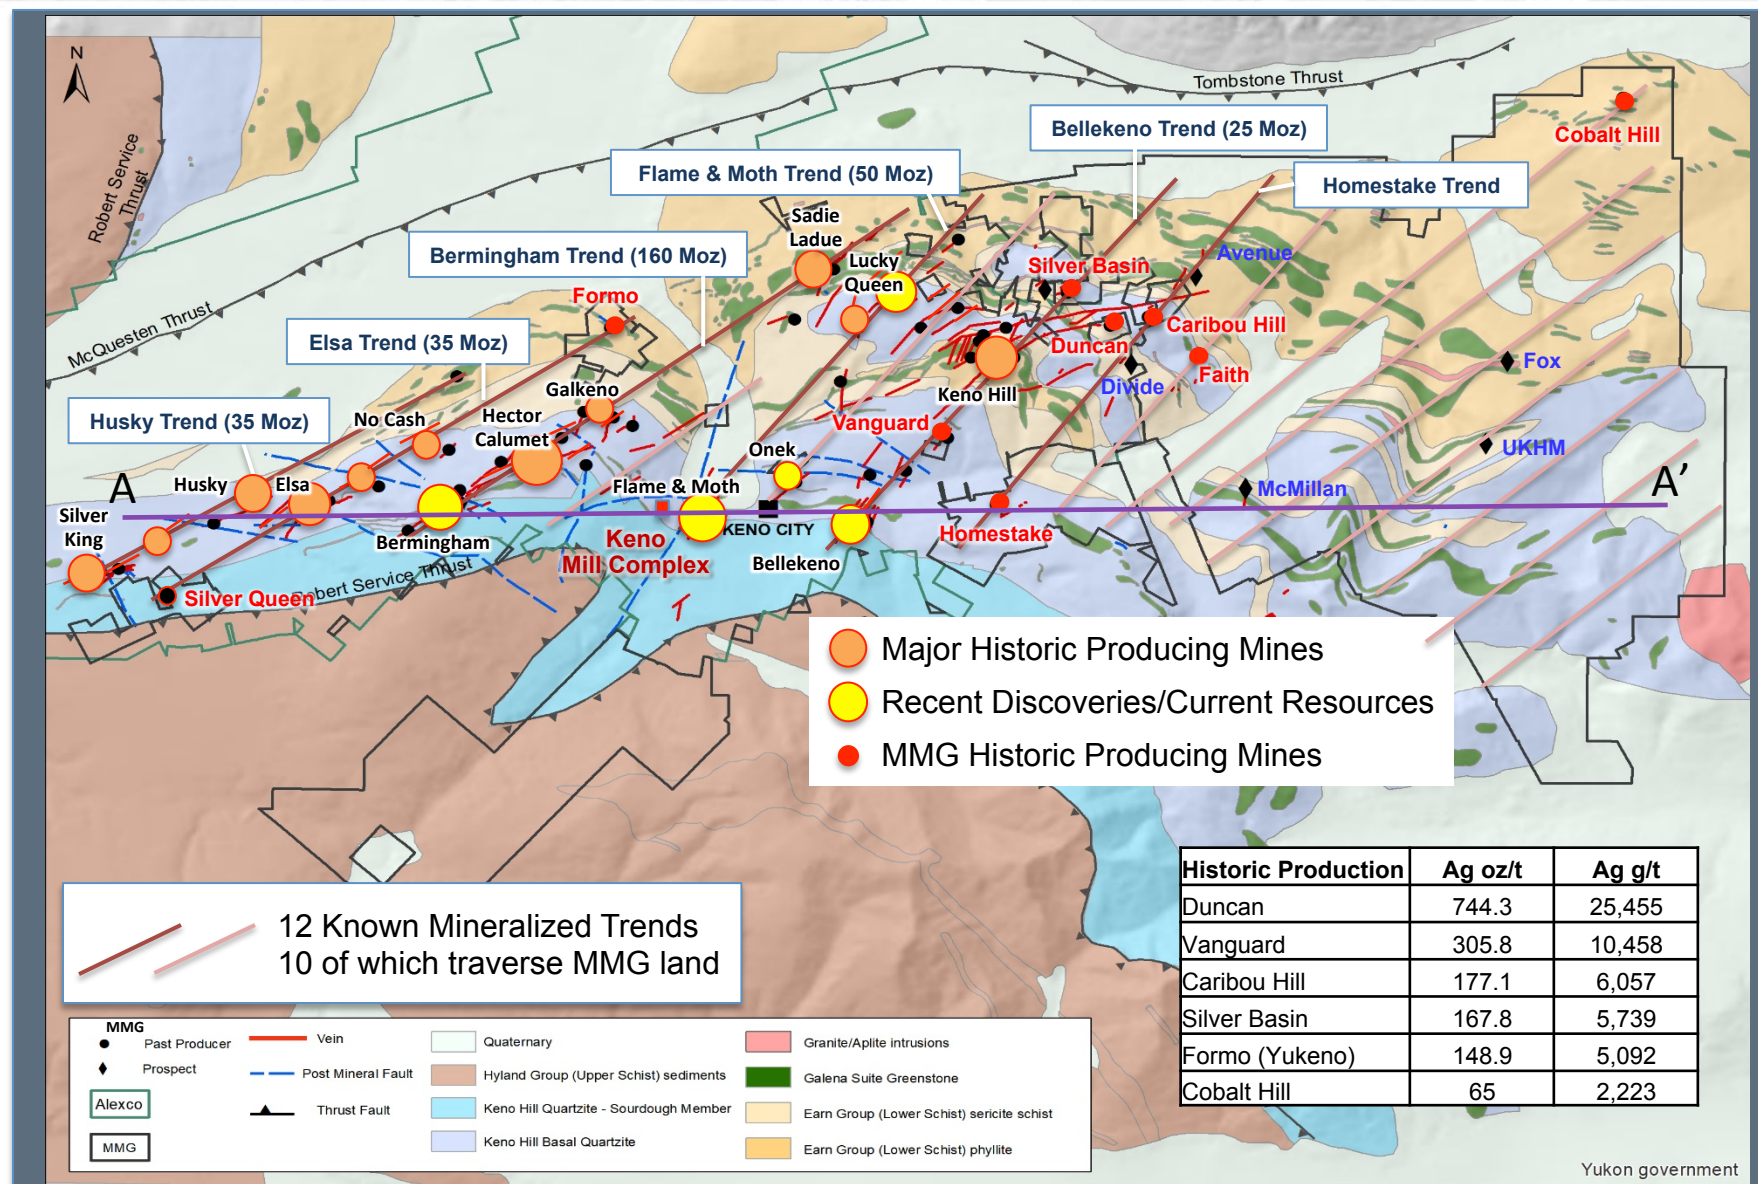 N
Tombstone Thrust
Cobalt Hill
Bellekeno Trend (25 Moz)
Robert Service
Thrust
Flame & Moth Trend (50 Moz)
Homestake Trend
Sadie
Ladue
Bermingham Trend (160 Moz)
Lucky
Queen
Silver Basin
Avenue
Formo
McQuesten Thrust
Elsa Trend (35 Moz)
Caribou Hill
Duncan
Fox
Faith
Divide
Galkeno
Keno Hill
Husky Trend (35 Moz)
No Cash
Hector
Calumet
Vanguard
Onek
UKHM
A
Husky
Elsa
Flame & Moth
McMillan
A'
Silver
King
Bermingham
KENO CITY
Keno
Mill Complex
Bellekeno
Homestake
Silver Queen
Robert Service Thrust
Major Historic Producing Mines
Recent Discoveries/Current Resources
MMG Historic Producing Mines
Historic Production Ag oz/t Ag g/t
Duncan 744.3 25,455
Vanguard 305.8 10,458
Caribou Hill 177.1 6,057
Silver Basin 167.8 5,739
Formo (Yukeno) 148.9 5,092
Cobalt Hill 65 2,223
12 Known Mineralized Trends
10 of which traverse MMG land
MMG
Past Producer
Prospect
Alexco
MMG
Vein
Post Mineral Fault
Thrust Fault
Quaternary
Hyland Group (Upper Schist) sediments
Keno Hill Quartzite - Sourdough Member
Keno Hill Basal Quartzite
Granite/Aplite intrusions
Galena Suite Greenstone
Earn Group (Lower Schist) sericite schist
Earn Group (Lower Schist) phyllite
Yukon government